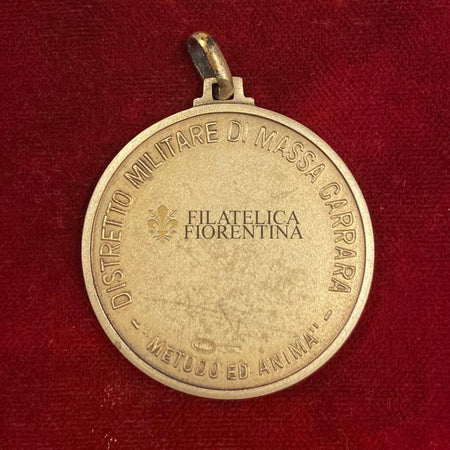 DISTRETTO MILITARE DI MASSA CARRARA
FILATELICA
FIORENTINA
- "METODO ED ANIMA" -